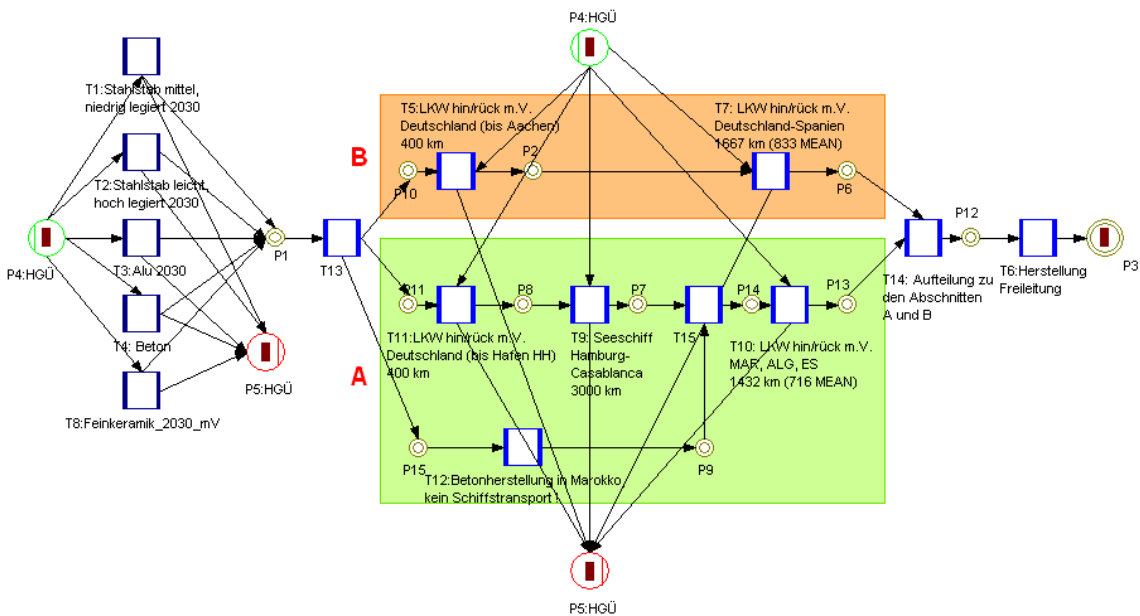 P4:HGÜ
T1:Stahlstab mittel,
niedrig legiert 2030
T2:Stahlstab leicht,
hoch legiert 2030
P4:HGÜ
T3:Alu 2030
T4: Beton
P5:HGÜ
T8:Feinkeramik_2030_mV
P1
T13
B
T5:LKW hin/rück m.V.
Deutschland (bis Aachen)
400 km
P10
P2
T7: LKW hin/rück m.V.
Deutschland-Spanien
1667 km (833 MEAN)
P6
A
P11
T11:LKW hin/rück m.V.
Deutschland (bis Hafen HH)
400 km
P8
T9: Seeschiff
Hamburg-
Casablanca
3000 km
P7
T15
P14
T10: LKW hin/rück m.V.
MAR, ALG, ES
1432 km (716 MEAN)
P13
P15
T12:Betonherstellung in Marokko,
kein Schiffstransport !
P9
P5:HGÜ
T14: Aufteilung zu
den Abschnitten
A und B
P12
T6:Herstellung
Freileitung
P3